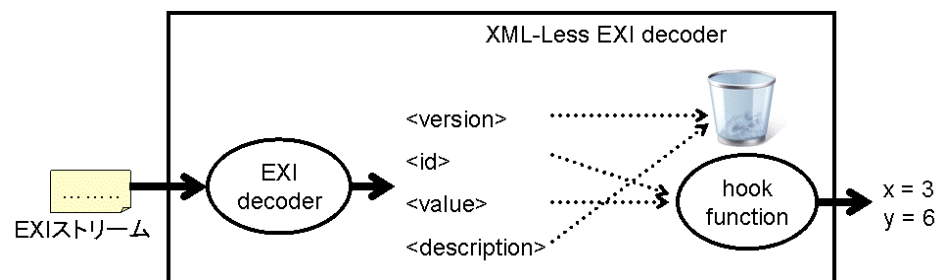 XML-Less EXI decoder
<version>
<id>
<value>
<description>
EXI
decoder
hook
function
........
EXIストリーム
x = 3
y = 6